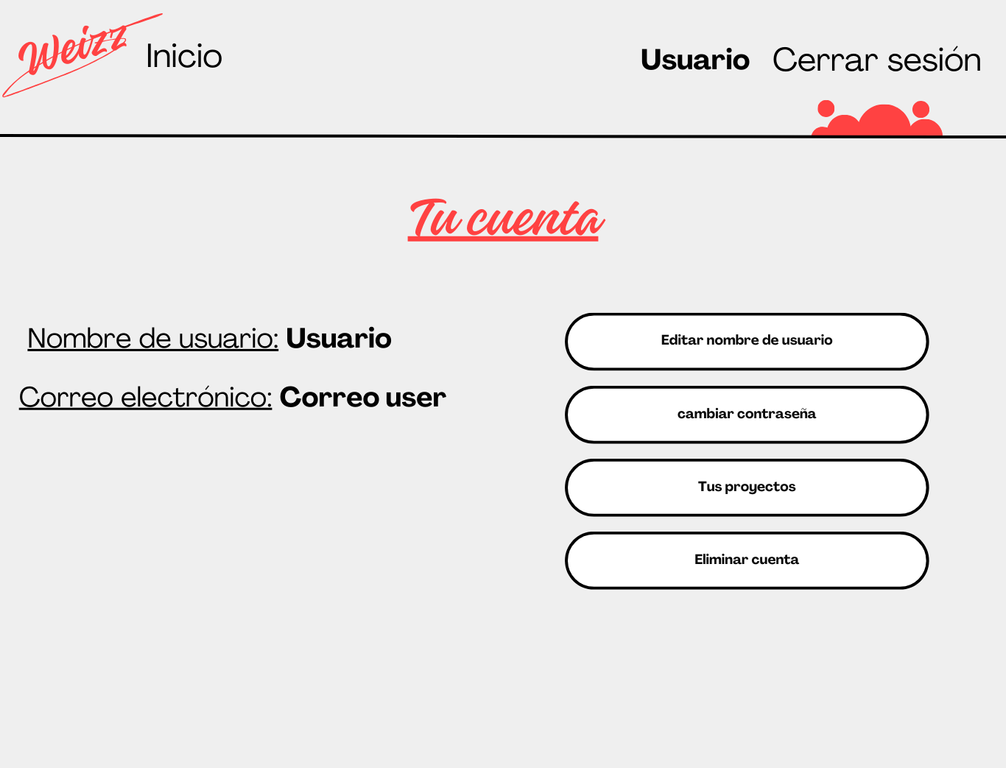 Weizz
Inicio
Usuario
Cerrar sesión
Tu cuenta
Nombre de usuario: Usuario
Correo electrónico: Correo user
Editar nombre de usuario
cambiar contraseña
Tus proyectos
Eliminar cuenta